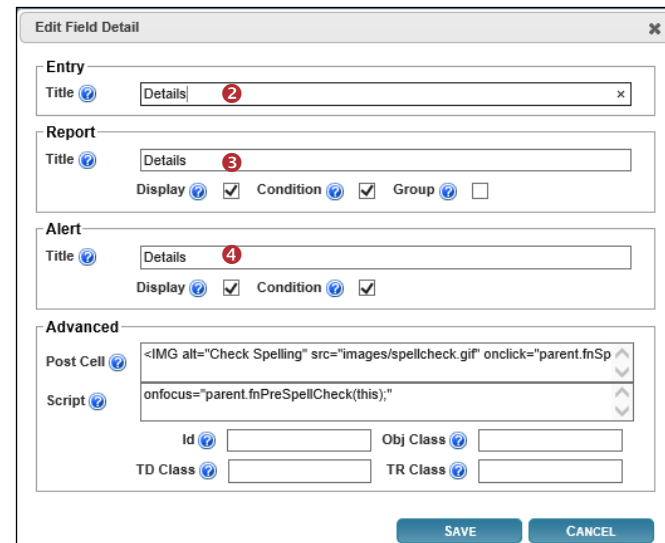 Edit Field Detail ×
Entry
Title ? Details 2 ×
Report
Title ? Details 3
Display ? Condition ? Group ?
Alert
Title ? Details 4
Display ? Condition ?
Advanced
Post Cell ? <IMG alt="Check Spelling" src="images/spellcheck.gif" onclick="parent.fnSp
Script ? onfocus="parent.fnPreSpellCheck(this);"
Id ? Obj Class ?
TD Class ? TR Class ?
SAVE CANCEL